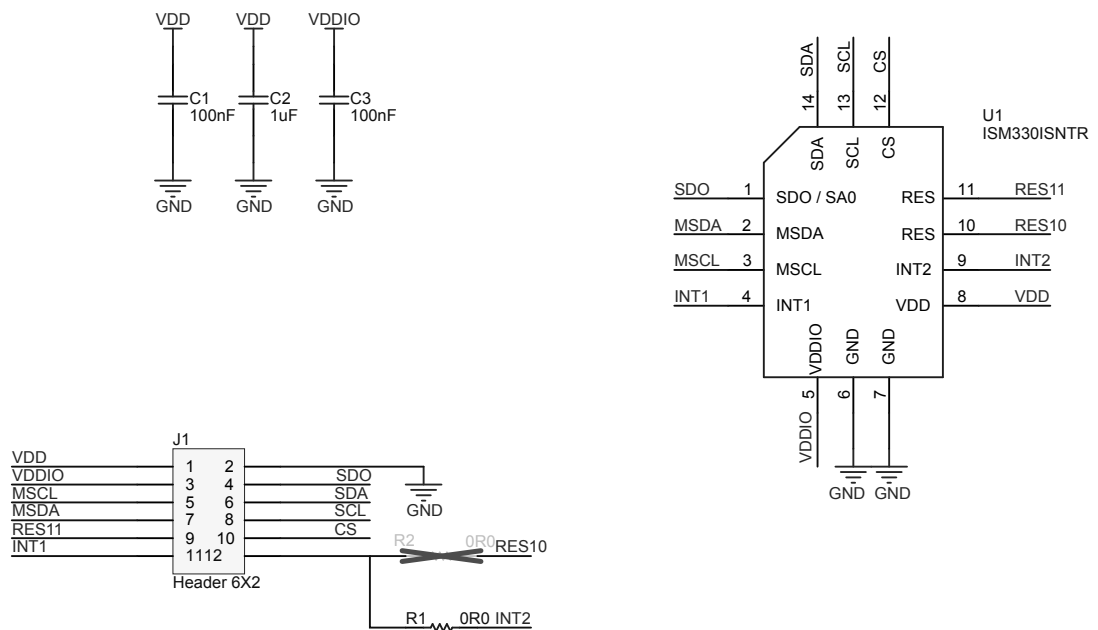 VDD VDD VDDIO
C1 C2 C3
100nF 1uF 100nF
GND GND GND
SDA SCL CS
14 13 12
U1
ISM330ISNTR
SDA SCL CS
SDO 1 SDO / SA0 RES 11 RES11
MSDA 2 MSDA RES 10 RES10
MSCL 3 MSCL INT2 9 INT2
INT1 4 INT1 VDD 8 VDD
VDDIO GND GND
5 6 7
VDDIO
GND GND
J1
VDD 1 2
VDDIO 3 4 SDO
MSCL 5 6 SDA
GND
MSDA 7 8 SCL
RES11 9 10 CS
INT1 11 12 R2 0R0 RES10
Header 6X2
R1 0R0 INT2